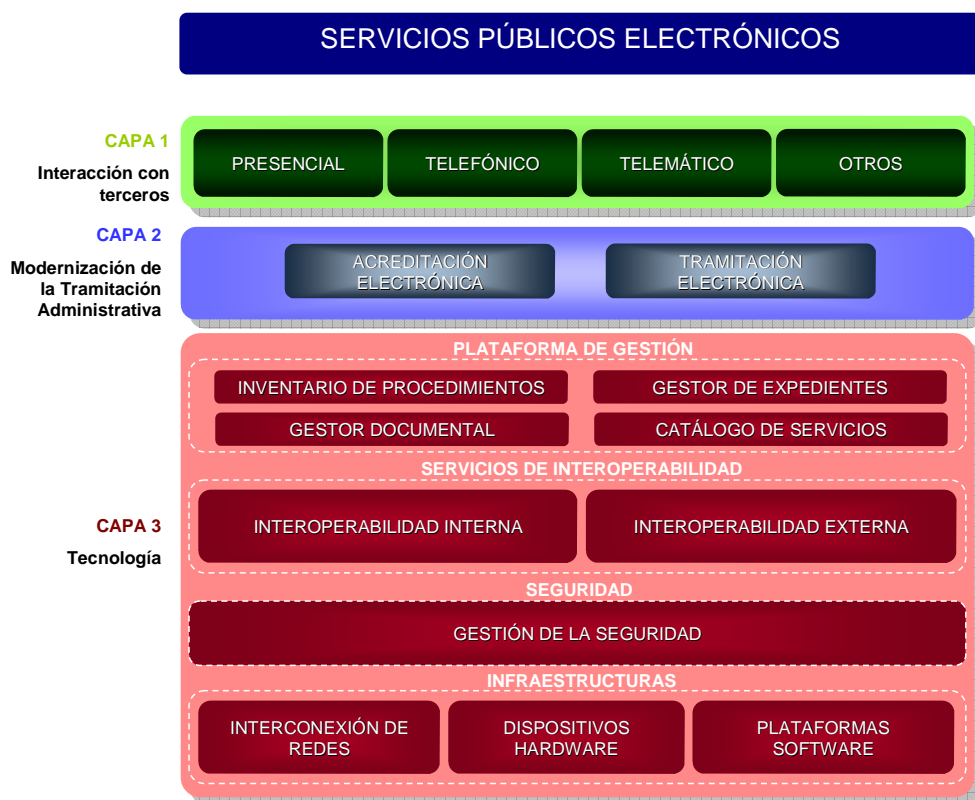 SERVICIOS PÚBLICOS ELECTRÓNICOS
CAPA 1
Interacción con
terceros
PRESENCIAL
TELEFÓNICO
TELEMÁTICO
OTROS
CAPA 2
Modernización de
la Tramitación
Administrativa
ACREDITACIÓN
ELECTRÓNICA
TRAMITACIÓN
ELECTRÓNICA
CAPA 3
Tecnología
PLATAFORMA DE GESTIÓN
INVENTARIO DE PROCEDIMIENTOS
GESTOR DE EXPEDIENTES
GESTOR DOCUMENTAL
CATÁLOGO DE SERVICIOS
SERVICIOS DE INTEROPERABILIDAD
INTEROPERABILIDAD INTERNA
INTEROPERABILIDAD EXTERNA
SEGURIDAD
GESTIÓN DE LA SEGURIDAD
INFRAESTRUCTURAS
INTERCONEXIÓN DE
REDES
DISPOSITIVOS
HARDWARE
PLATAFORMAS
SOFTWARE